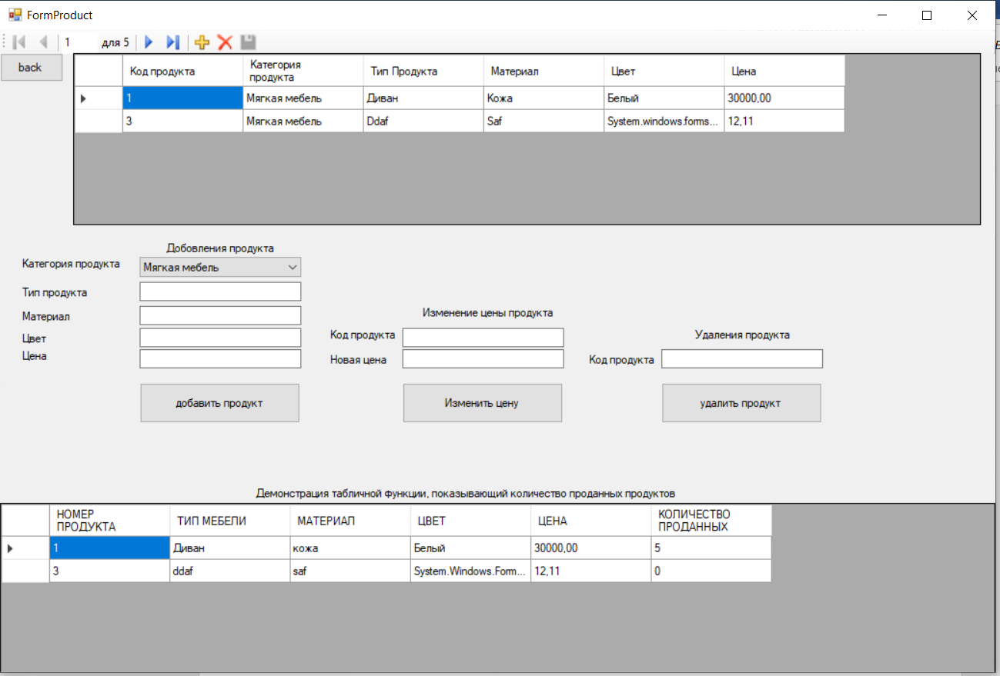 FormProduct
1 для 5
back
Код продукта Категория продукта Тип Продукта Материал Цвет Цена
1 Мягкая мебель Диван Кожа Белый 30000,00
3 Мягкая мебель Ddaf Saf System.windows.forms... 12,11
Добовления продукта
Категория продукта Мягкая мебель
Тип продукта
Материал
Цвет
Цена
добавить продукт
Изменение цены продукта
Код продукта
Новая цена
Изменить цену
Удаления продукта
Код продукта
удалить продукт
Демонстрация табличной функции, показывающий количество проданных продуктов
НОМЕР ПРОДУКТА ТИП МЕБЕЛИ МАТЕРИАЛ ЦВЕТ ЦЕНА КОЛИЧЕСТВО ПРОДАННЫХ
1 Диван кожа Белый 30000,00 5
3 ddaf saf System.Windows.Form... 12,11 0